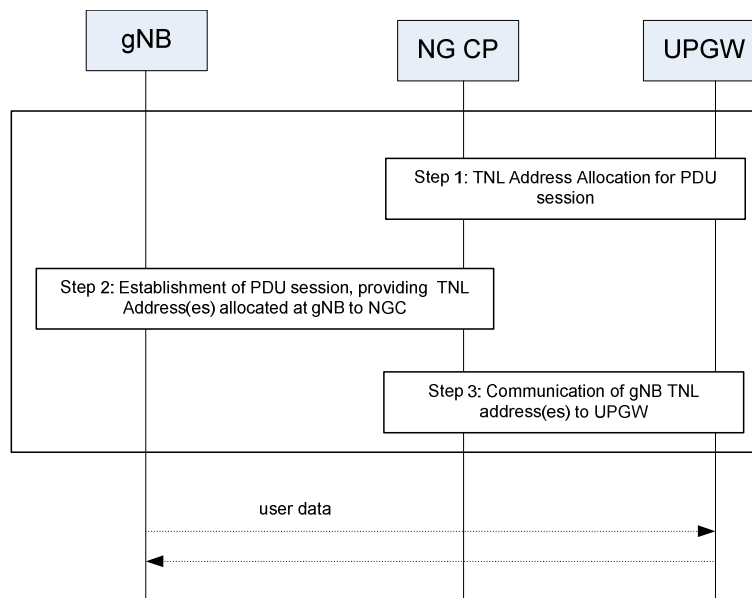 gNB
NG CP
UPGW
Step 1: TNL Address Allocation for PDU
session
Step 2: Establishment of PDU session, providing TNL
Address(es) allocated at gNB to NGC
Step 3: Communication of gNB TNL
address(es) to UPGW
user data